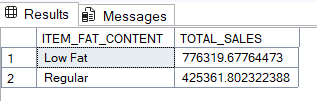 Results Messages
ITEM_FAT_CONTENT TOTAL_SALES
1 Low Fat 776319.67764473
2 Regular 425361.802322388